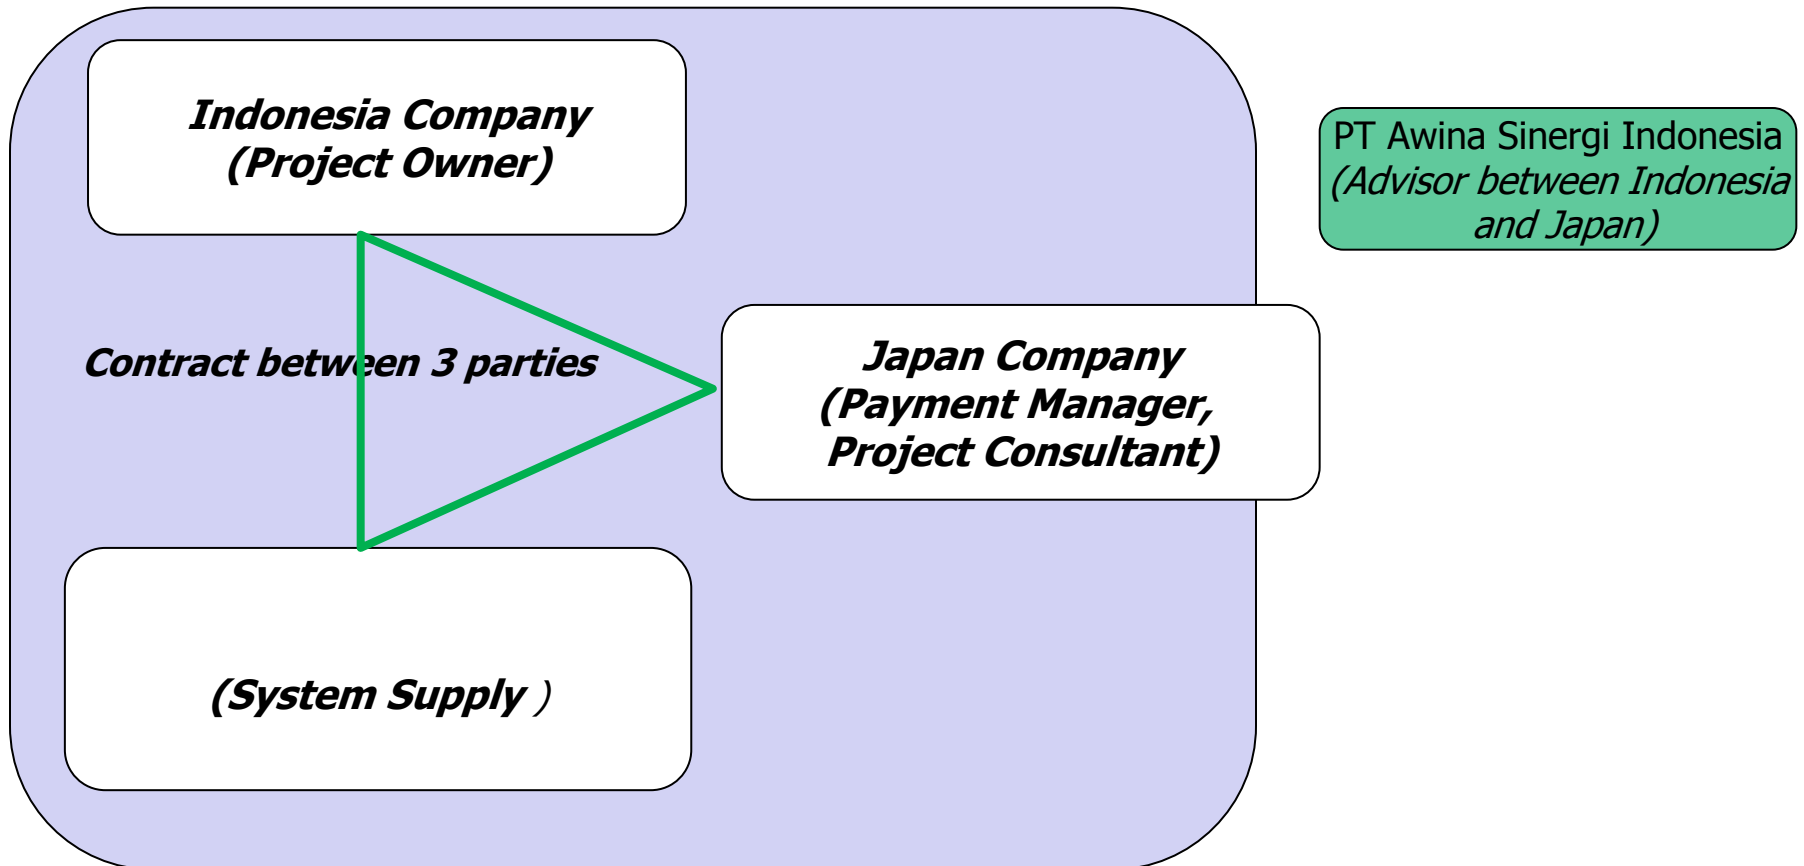 Indonesia Company
(Project Owner)
PT Awina Sinergi Indonesia
(Advisor between Indonesia
and Japan)
Contract between 3 parties
Japan Company
(Payment Manager,
Project Consultant)
(System Supply ）